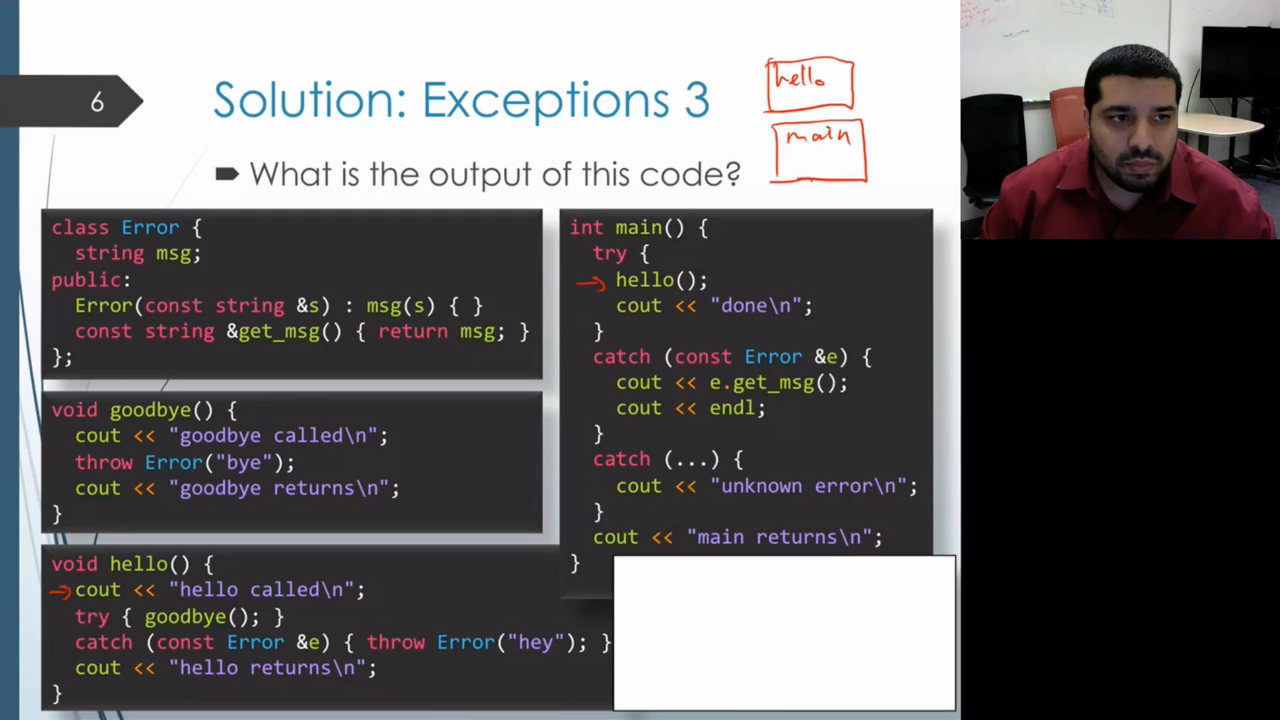 6
Solution: Exceptions 3
hello
main
What is the output of this code?
class Error {
string msg;
public:
Error(const string &s) : msg(s) { }
const string &get_msg() { return msg; }
};
void goodbye() {
cout << "goodbye called\n";
throw Error("bye");
cout << "goodbye returns\n";
}
void hello() {
cout << "hello called\n";
try { goodbye(); }
catch (const Error &e) { throw Error("hey"); }
cout << "hello returns\n";
}
int main() {
try {
hello();
cout << "done\n";
}
catch (const Error &e) {
cout << e.get_msg();
cout << endl;
}
catch (...) {
cout << "unknown error\n";
}
cout << "main returns\n";
}